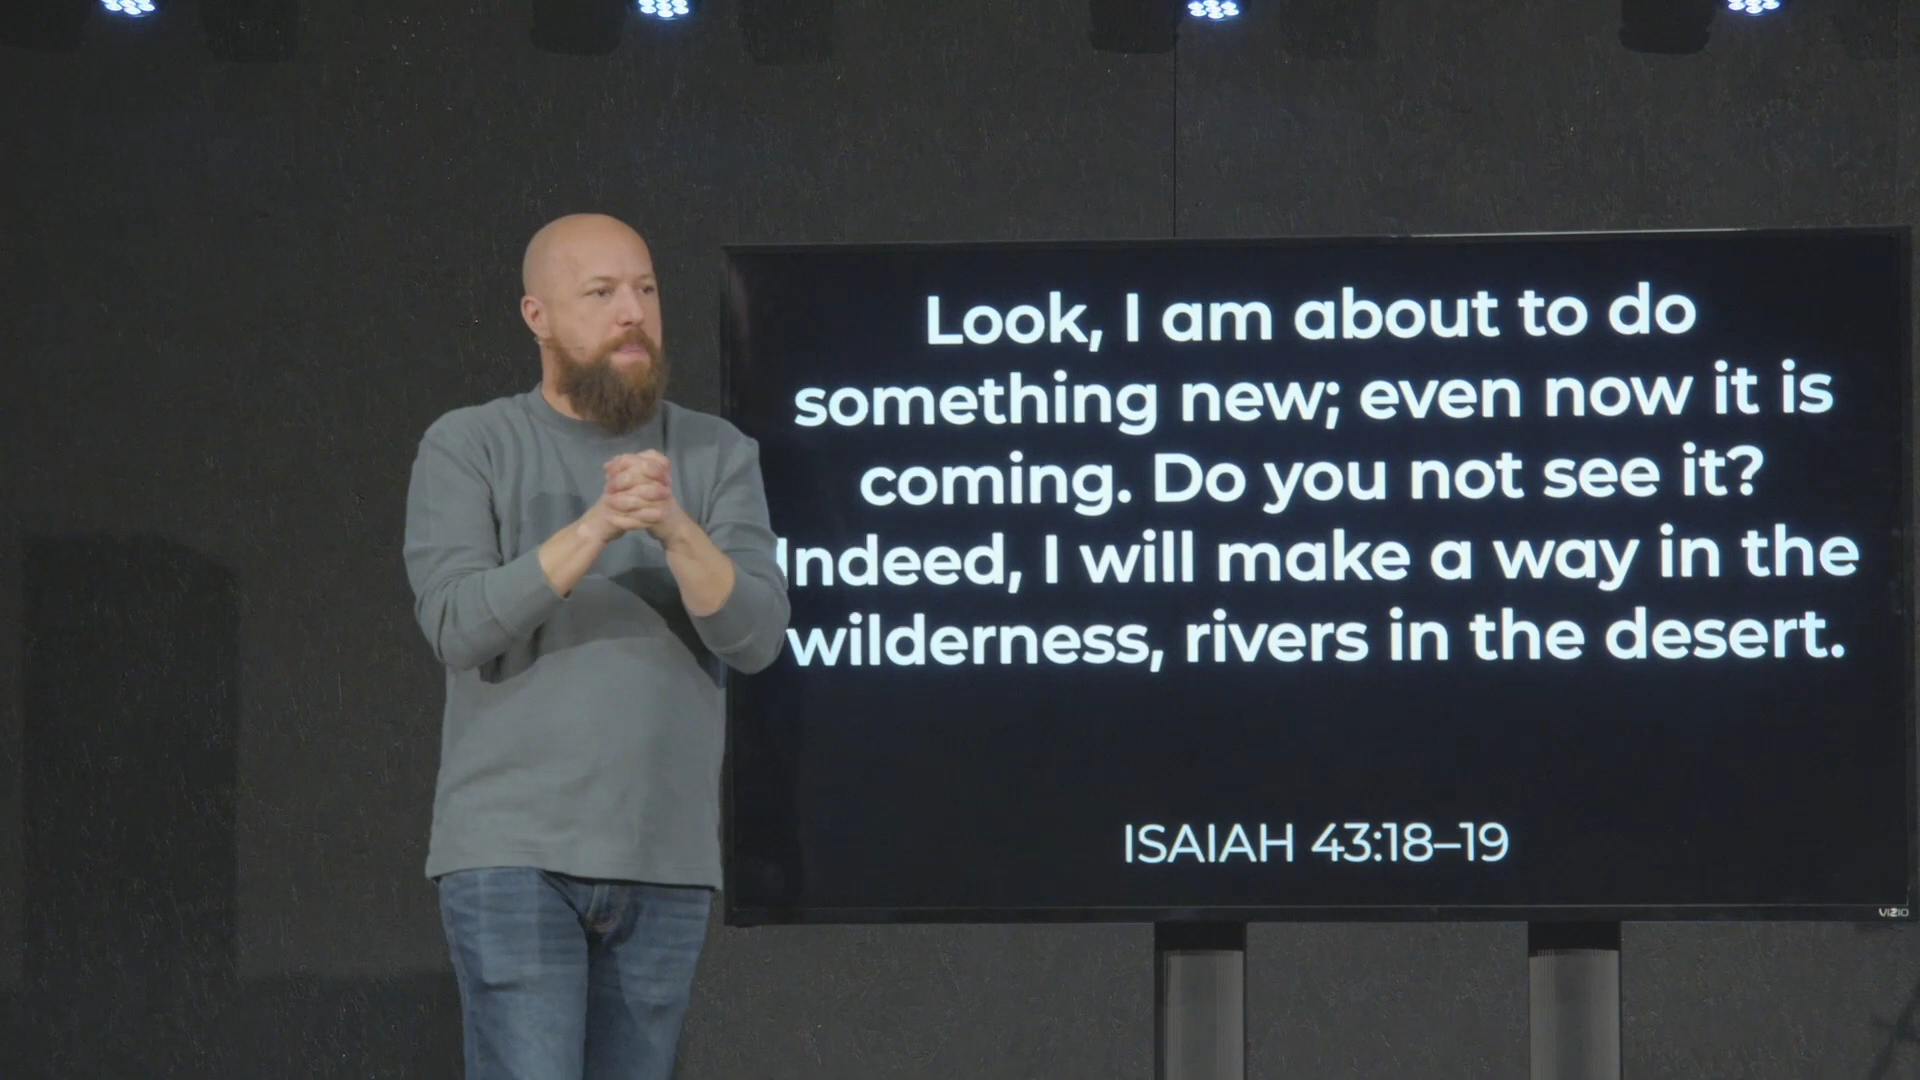 Look, I am about to do
something new; even now it is
coming. Do you not see it?
Indeed, I will make a way in the
wilderness, rivers in the desert.
ISAIAH 43:18–19
VIZIO